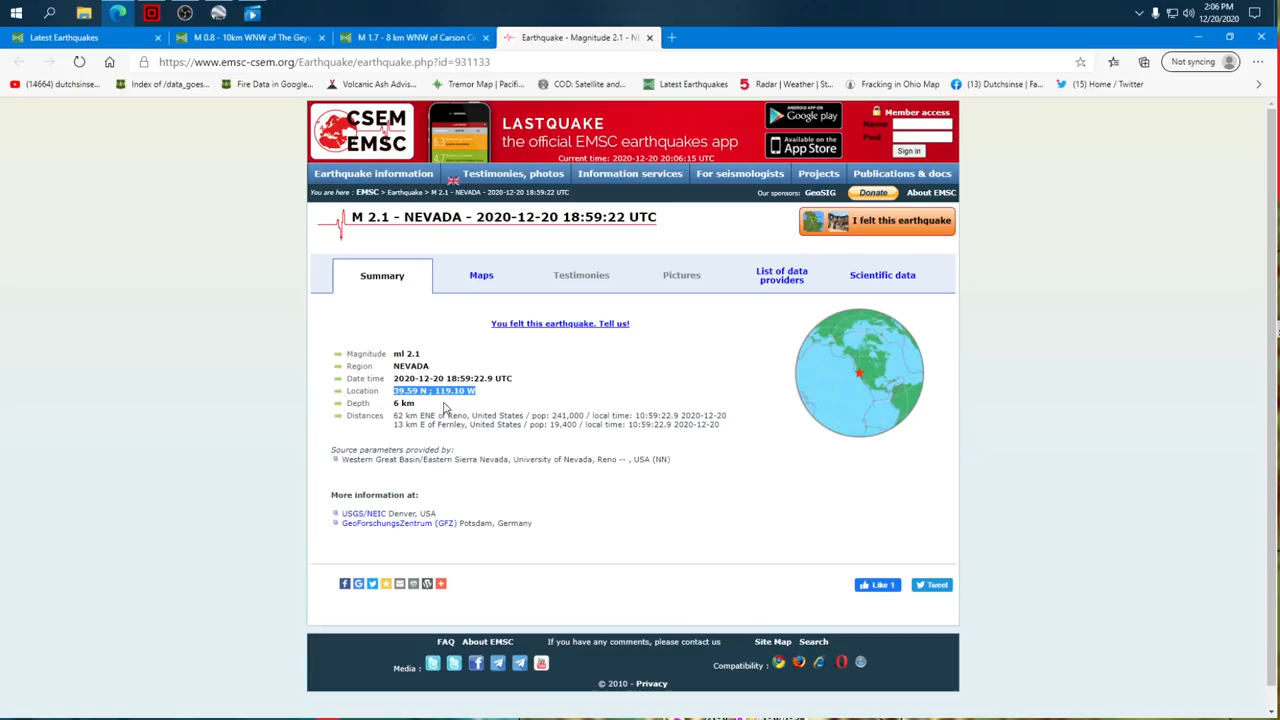 2:06 PM
12/20/2020
Latest Earthquakes
M 0.8 - 10km WNW of The Geys
M 1.7 - 8 km WNW of Carson Ci
Earthquake - Magnitude 2.1 - NE
https://www.emsc-csem.org/Earthquake/earthquake.php?id=931133
Not syncing
(14664) dutchsinse...
Index of /data_goes...
Fire Data in Google...
Volcanic Ash Advis...
Tremor Map | Pacifi...
COD: Satellite and...
Latest Earthquakes
Radar | Weather | St...
Fracking in Ohio Map
(13) Dutchsinse | Fa...
(15) Home / Twitter
CSEM
EMSC
LASTQUAKE
the official EMSC earthquakes app
Current time: 2020-12-20 20:06:15 UTC
ANDROID APP ON
Google play
Available on the
App Store
Member access
Name
Pwd
Sign in
Earthquake information
Testimonies, photos
Information services
For seismologists
Projects
Publications & docs
You are here : EMSC > Earthquake > M 2.1 - NEVADA - 2020-12-20 18:59:22 UTC
Our sponsors: GeoSIG
Donate
About EMSC
M 2.1 - NEVADA - 2020-12-20 18:59:22 UTC
I felt this earthquake
Summary
Maps
Testimonies
Pictures
List of data
providers
Scientific data
You felt this earthquake. Tell us!
Magnitude ml 2.1
Region NEVADA
Date time 2020-12-20 18:59:22.9 UTC
Location 39.59 N ; 119.10 W
Depth 6 km
Distances 62 km ENE of Reno, United States / pop: 241,000 / local time: 10:59:22.9 2020-12-20
13 km E of Fernley, United States / pop: 19,400 / local time: 10:59:22.9 2020-12-20
Source parameters provided by:
Western Great Basin/Eastern Sierra Nevada, University of Nevada, Reno -- , USA (NN)
More information at:
USGS/NEIC Denver, USA
GeoForschungsZentrum (GFZ) Potsdam, Germany
Like 1
Tweet
FAQ
About EMSC
If you have any comments, please contact us
Site Map
Search
Media :
Compatibility :
© 2010 - Privacy